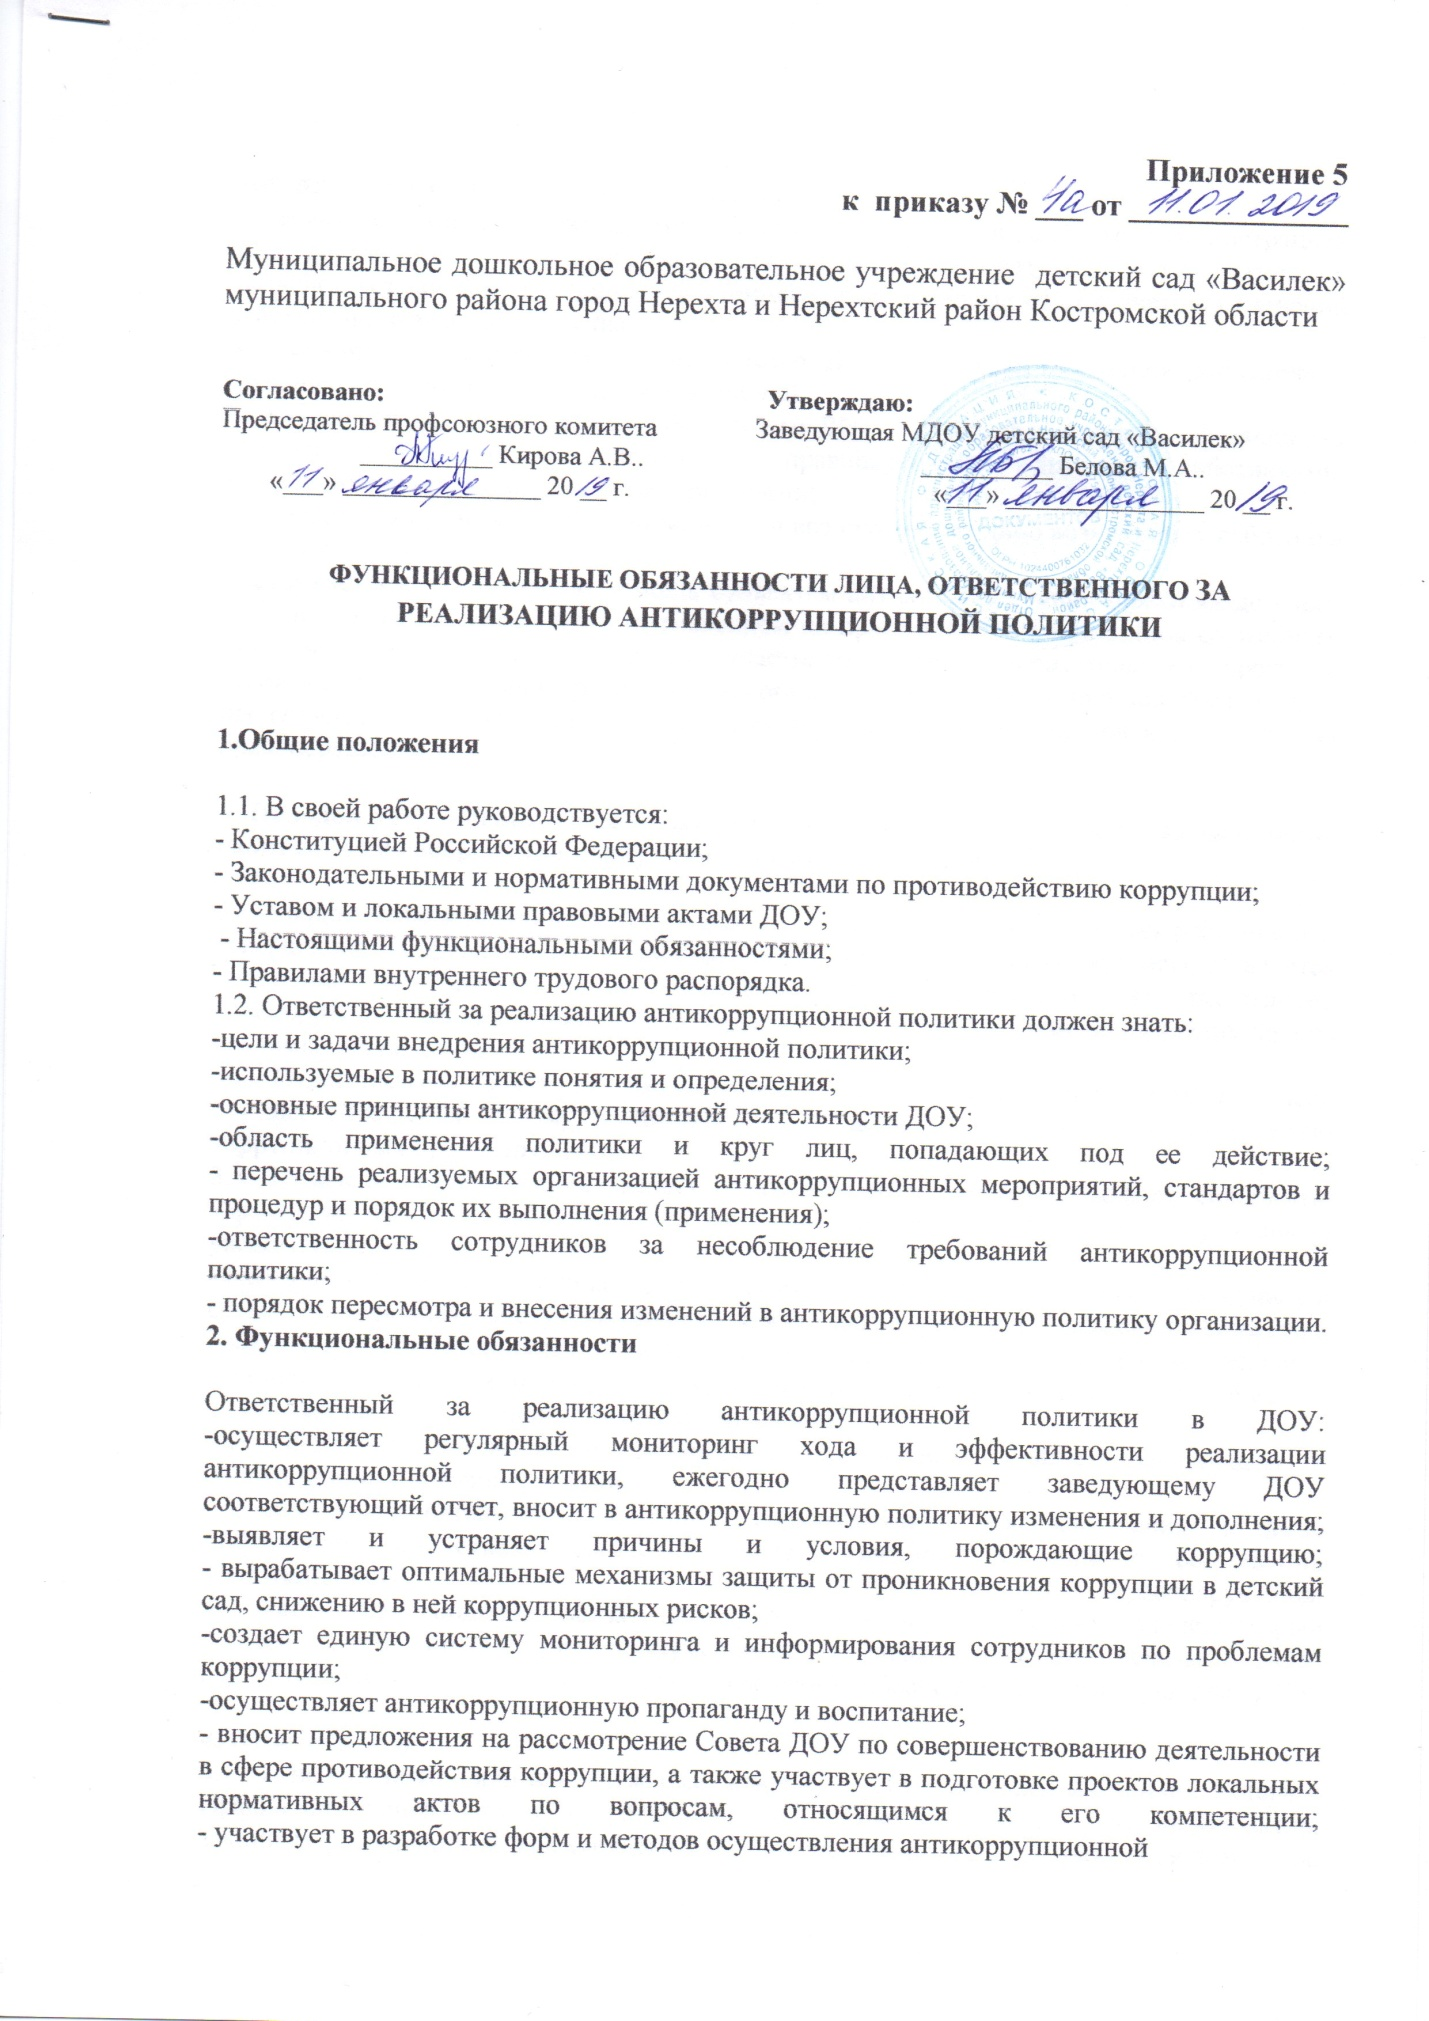 Приложение 5
к приказу № 4а от 11.01.2019
Муниципальное дошкольное образовательное учреждение детский сад «Василек»
муниципального района город Нерехта и Нерехтский район Костромской области
Согласовано:
Председатель профсоюзного комитета
____________ Кирова А.В..
«11» января 2019 г.
Утверждаю:
Заведующая МДОУ детский сад «Василек»
____________ Белова М.А..
«11» января 2019 г.
ДОКУМЕНТОВ
ФУНКЦИОНАЛЬНЫЕ ОБЯЗАННОСТИ ЛИЦА, ОТВЕТСТВЕННОГО ЗА
РЕАЛИЗАЦИЮ АНТИКОРРУПЦИОННОЙ ПОЛИТИКИ
1.Общие положения
1.1. В своей работе руководствуется:
- Конституцией Российской Федерации;
- Законодательными и нормативными документами по противодействию коррупции;
- Уставом и локальными правовыми актами ДОУ;
- Настоящими функциональными обязанностями;
- Правилами внутреннего трудового распорядка.
1.2. Ответственный за реализацию антикоррупционной политики должен знать:
-цели и задачи внедрения антикоррупционной политики;
-используемые в политике понятия и определения;
-основные принципы антикоррупционной деятельности ДОУ;
-область применения политики и круг лиц, попадающих под ее действие;
- перечень реализуемых организацией антикоррупционных мероприятий, стандартов и
процедур и порядок их выполнения (применения);
-ответственность сотрудников за несоблюдение требований антикоррупционной
политики;
- порядок пересмотра и внесения изменений в антикоррупционную политику организации.
2. Функциональные обязанности
Ответственный за реализацию антикоррупционной политики в ДОУ:
-осуществляет регулярный мониторинг хода и эффективности реализации
антикоррупционной политики, ежегодно представляет заведующему ДОУ
соответствующий отчет, вносит в антикоррупционную политику изменения и дополнения;
-выявляет и устраняет причины и условия, порождающие коррупцию;
- вырабатывает оптимальные механизмы защиты от проникновения коррупции в детский
сад, снижению в ней коррупционных рисков;
-создает единую систему мониторинга и информирования сотрудников по проблемам
коррупции;
-осуществляет антикоррупционную пропаганду и воспитание;
- вносит предложения на рассмотрение Совета ДОУ по совершенствованию деятельности
в сфере противодействия коррупции, а также участвует в подготовке проектов локальных
нормативных актов по вопросам, относящимся к его компетенции;
- участвует в разработке форм и методов осуществления антикоррупционной